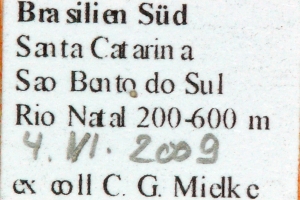 Brasilien Süd
Santa Catarina
Sao Bento do Sul
Rio Natal 200-600 m
4. VI. 2009
ex coll C. G. Mielke